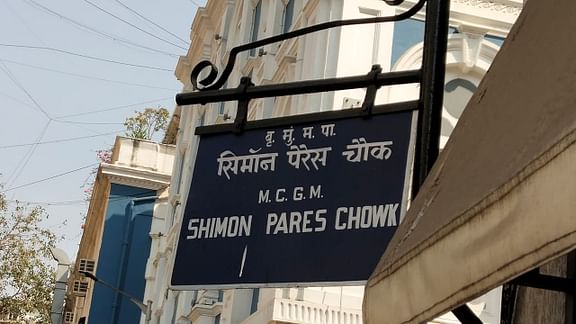 बृ. मुं. म. पा.
सिमॉन पेरेस चौक
M. C. G. M.
SHIMON PARES CHOWK